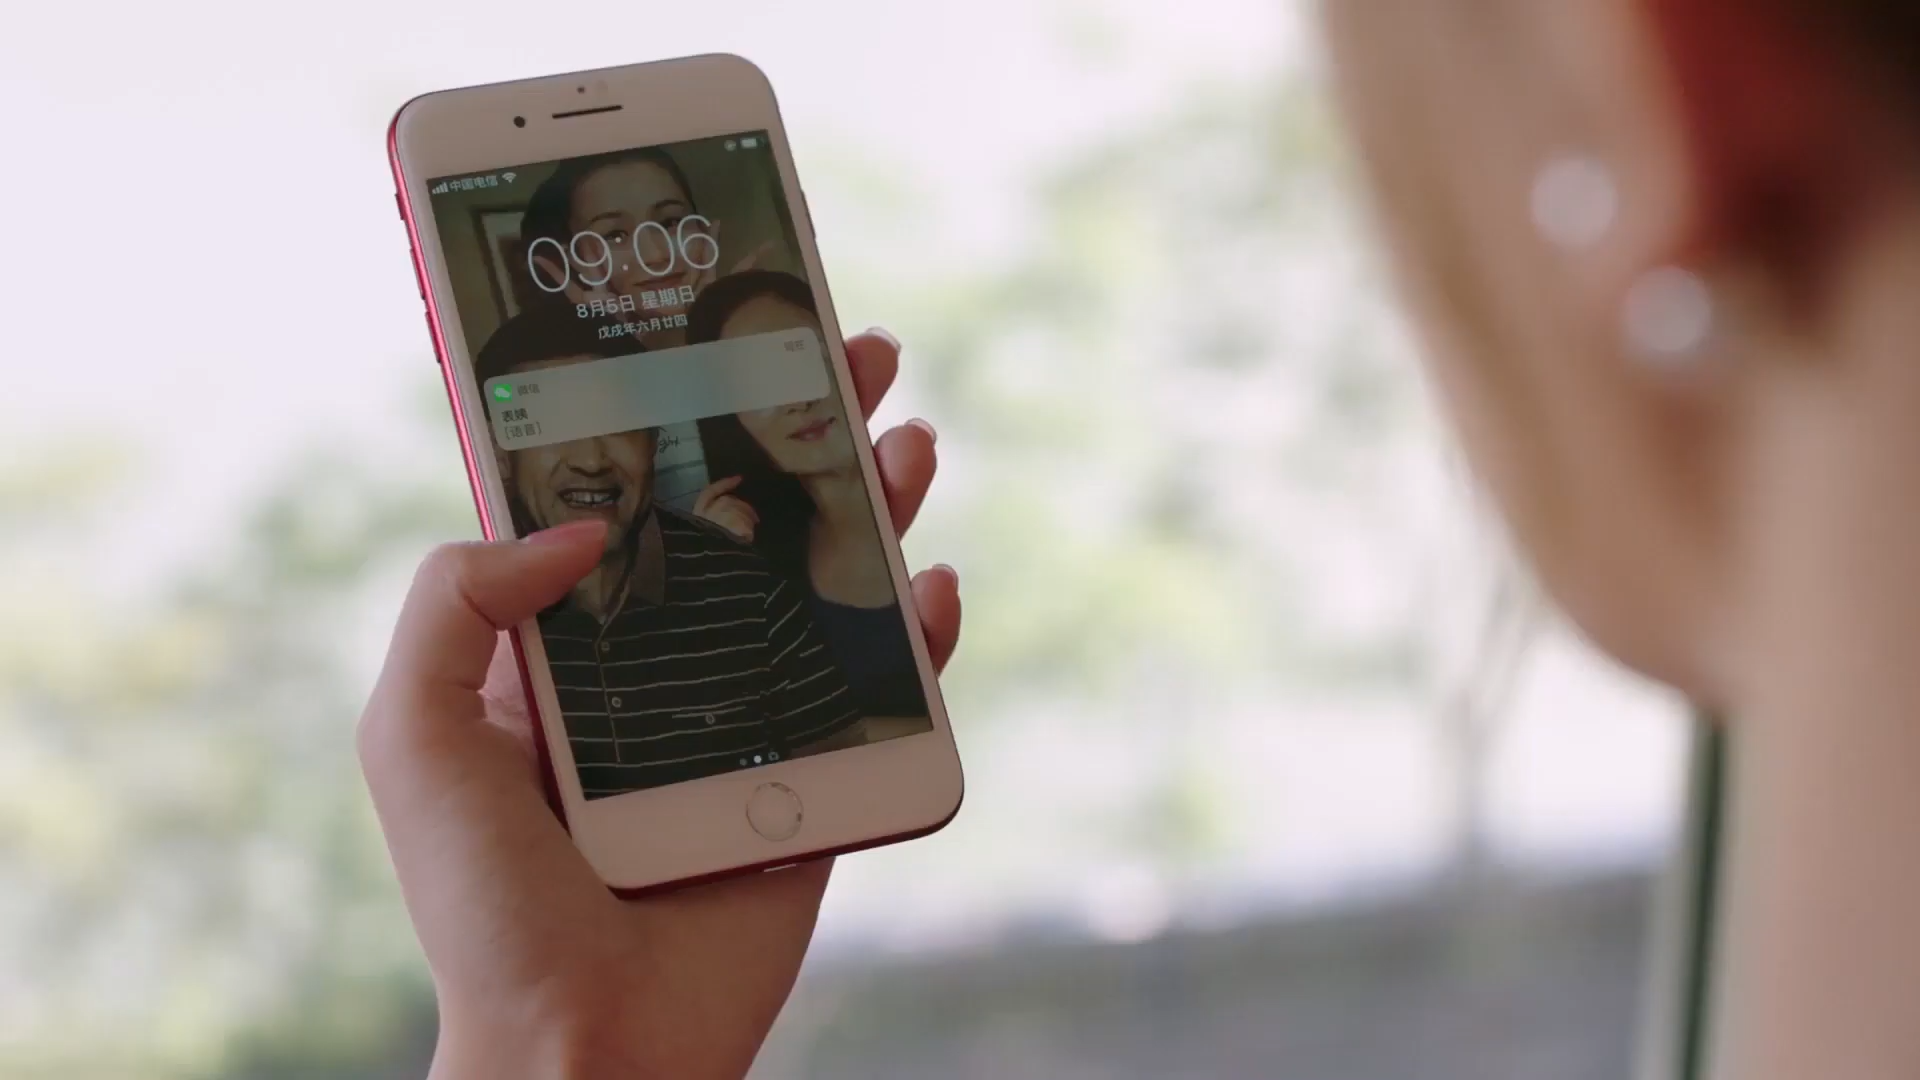 中国电信
09:06
8月5日 星期日
戊戌年六月廿四
微信
现在
表姨
[语音]